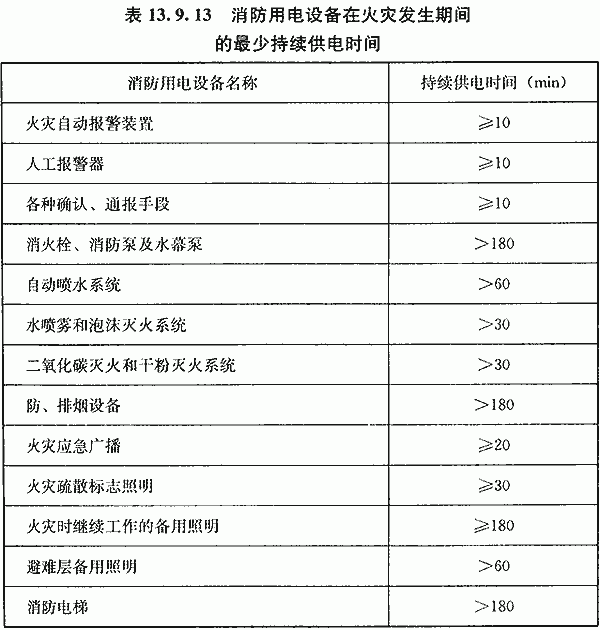 表 13.9.13 消防用电设备在火灾发生期间
的最少持续供电时间
消防用电设备名称 持续供电时间（min）
火灾自动报警装置 ≥10
人工报警器 ≥10
各种确认、通报手段 ≥10
消火栓、消防泵及水幕泵 >180
自动喷水系统 >60
水喷雾和泡沫灭火系统 >30
二氧化碳灭火和干粉灭火系统 >30
防、排烟设备 >180
火灾应急广播 ≥20
火灾疏散标志照明 ≥30
火灾时继续工作的备用照明 ≥180
避难层备用照明 >60
消防电梯 >180